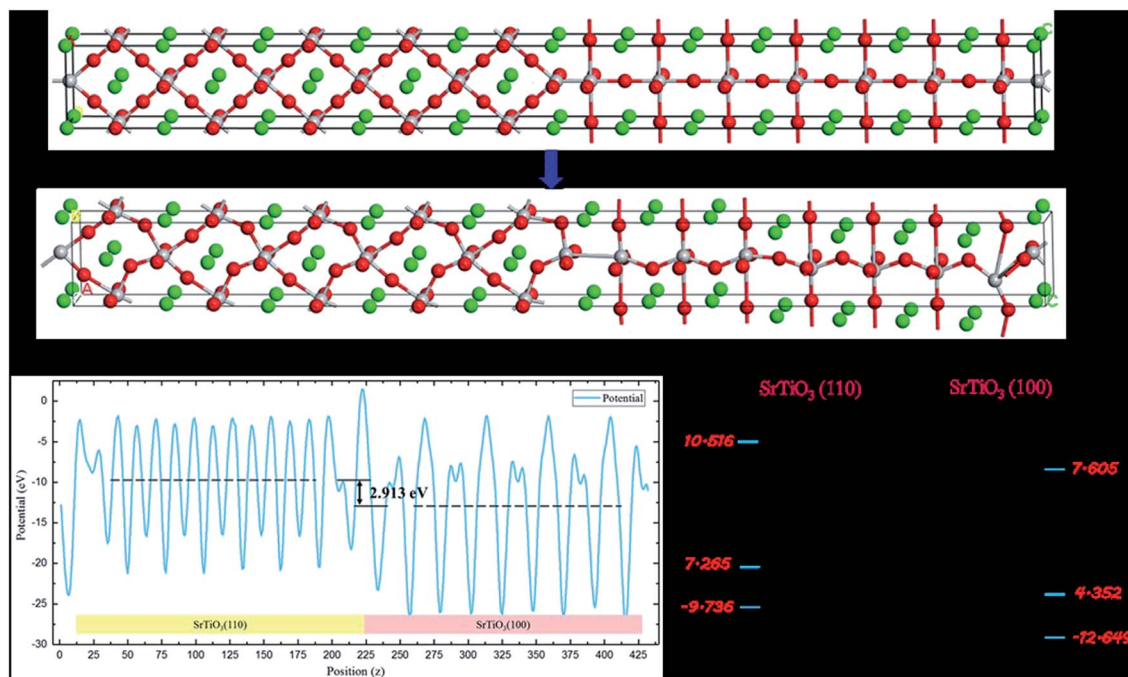 C
B
A
C
SrTiO₃ (110)
SrTiO₃ (100)
10.516
7.605
7.265
4.352
-9.736
-12.649
Potential (eV)
0
-5
-10
-15
-20
-25
-30
Potential
2.913 eV
SrTiO₃(110)
SrTiO₃(100)
0 25 50 75 100 125 150 175 200 225 250 275 300 325 350 375 400 425
Position (z)